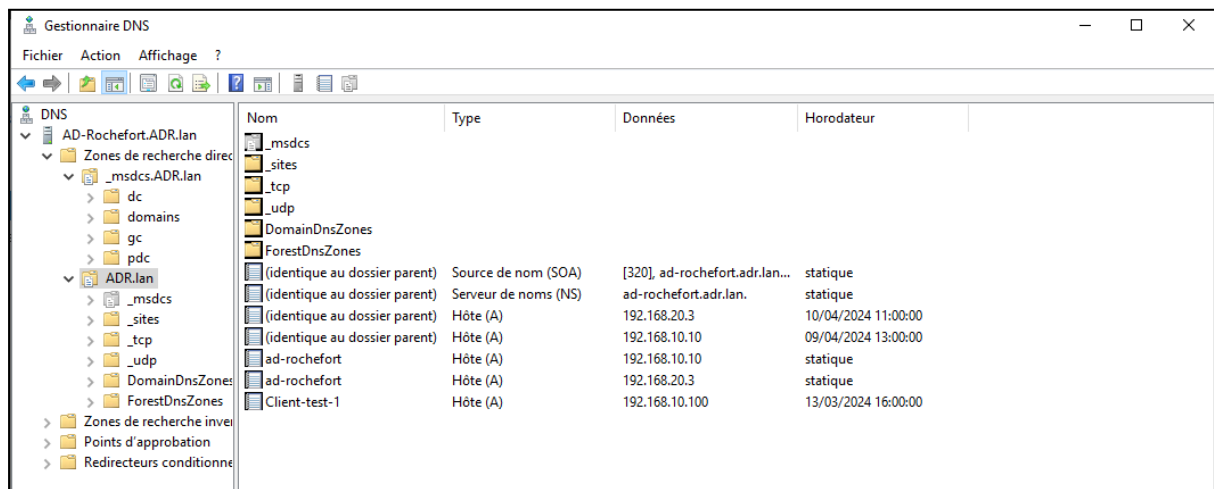 Gestionnaire DNS
Fichier Action Affichage ?
DNS
AD-Rochefort.ADR.lan
Zones de recherche direc
_msdcs.ADR.lan
dc
domains
gc
pdc
ADR.lan
_msdcs
_sites
_tcp
_udp
DomainDnsZones
ForestDnsZones
Zones de recherche inver
Points d'approbation
Redirecteurs conditionne
Nom Type Données Horodateur
_msdcs
_sites
_tcp
_udp
DomainDnsZones
ForestDnsZones
(identique au dossier parent) Source de nom (SOA) [320], ad-rochefort.adr.lan... statique
(identique au dossier parent) Serveur de noms (NS) ad-rochefort.adr.lan. statique
(identique au dossier parent) Hôte (A) 192.168.20.3 10/04/2024 11:00:00
(identique au dossier parent) Hôte (A) 192.168.10.10 09/04/2024 13:00:00
ad-rochefort Hôte (A) 192.168.10.10 statique
ad-rochefort Hôte (A) 192.168.20.3 statique
Client-test-1 Hôte (A) 192.168.10.100 13/03/2024 16:00:00